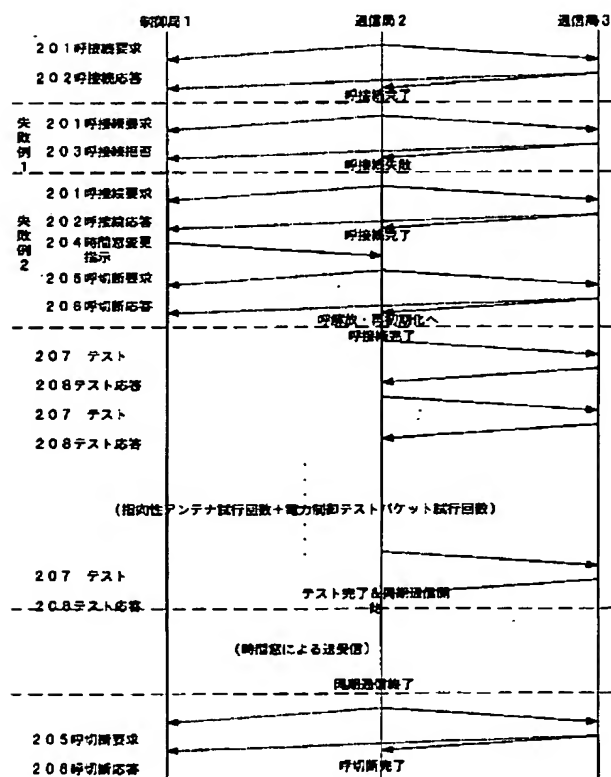 制御局1 通信局2 通信局3
201呼接続要求
202呼接続応答
呼接続完了
失敗例1
201呼接続要求
203呼接続拒否
呼接続失敗
失敗例2
201呼接続要求
202呼接続応答
呼接続完了
204時間窓変更
指示
205呼切断要求
206呼切断応答
呼解放・再初期化へ
呼接続完了
207 テスト
208テスト応答
207 テスト
208テスト応答
(指向性アンテナ試行回数+電力制御テストパケット試行回数)
207 テスト
テスト完了&周期通信開
始
208テスト応答
(時間窓による送受信)
周期通信終了
205呼切断要求
呼切断完了
206呼切断応答